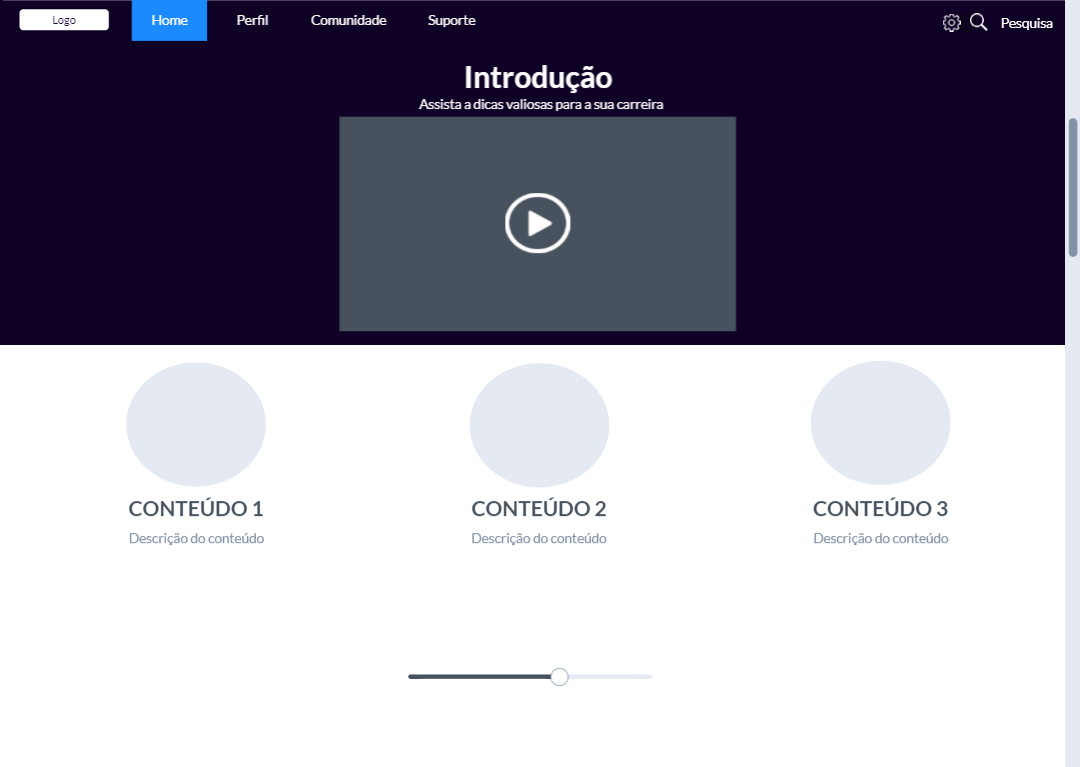 Logo
Home
Perfil
Comunidade
Suporte
Pesquisa
Introdução
Assista a dicas valiosas para a sua carreira
CONTEÚDO 1
CONTEÚDO 2
CONTEÚDO 3
Descrição do conteúdo
Descrição do conteúdo
Descrição do conteúdo